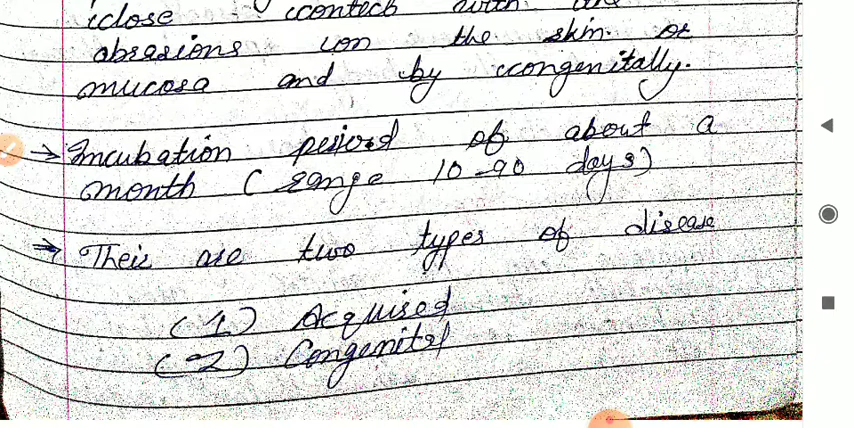 close contech with the
abrasions on the skin or
mucosa and by congenitally.
→ Incubation period of about a
month (range 10-90 days)
⇒ Their are two types of disease
(1) Acquired
(2) Congenital